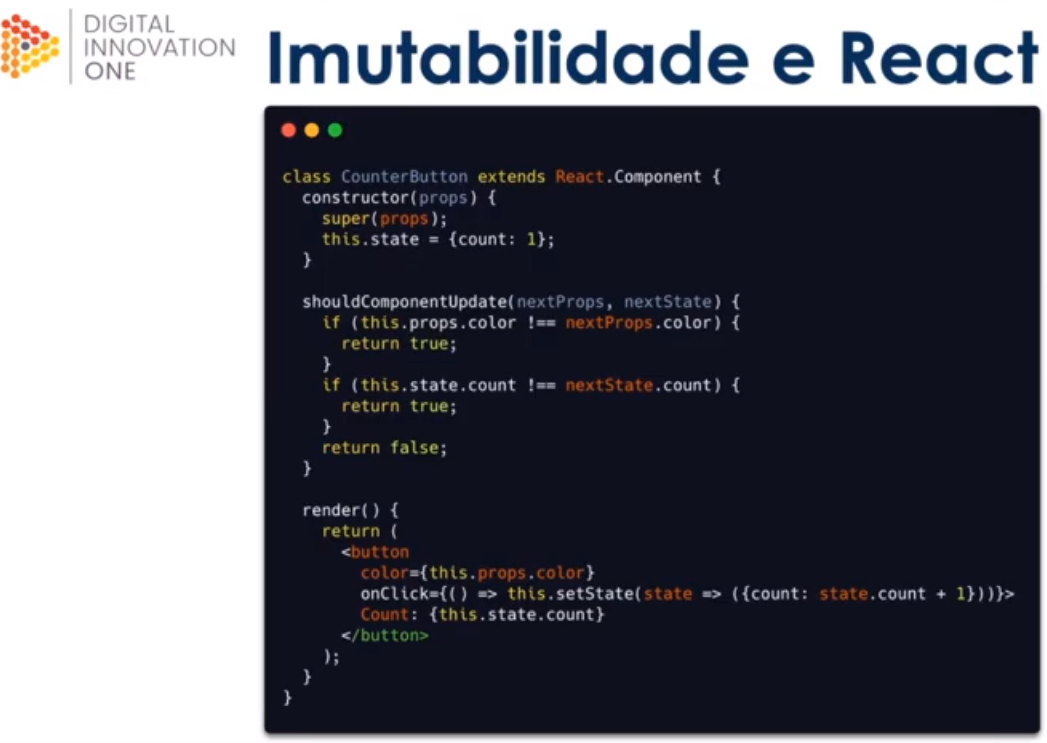 DIGITAL
INNOVATION
ONE
Imutabilidade e React
class CounterButton extends React.Component {
  constructor(props) {
    super(props);
    this.state = {count: 1};
  }

  shouldComponentUpdate(nextProps, nextState) {
    if (this.props.color !== nextProps.color) {
      return true;
    }
    if (this.state.count !== nextState.count) {
      return true;
    }
    return false;
  }

  render() {
    return (
      <button
        color={this.props.color}
        onClick={() => this.setState(state => ({count: state.count + 1}))}>
        Count: {this.state.count}
      </button>
    );
  }
}